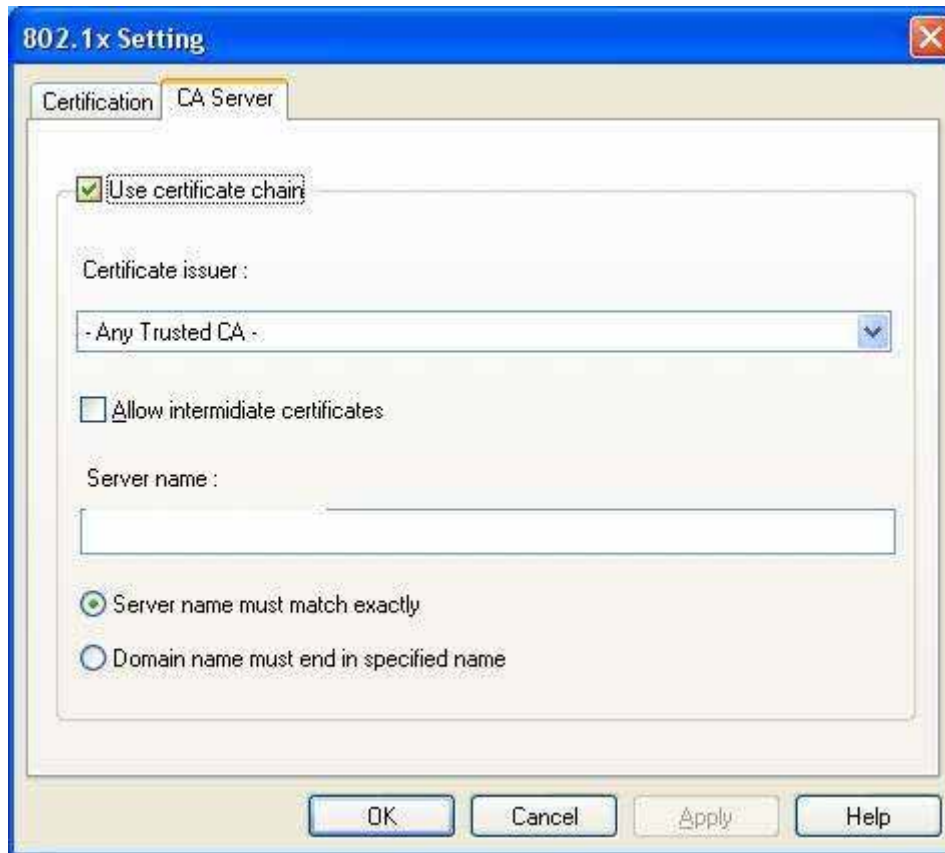 802.1x Setting
Certification CA Server
Use certificate chain
Certificate issuer :
- Any Trusted CA -
Allow intermidiate certificates
Server name :
Server name must match exactly
Domain name must end in specified name
OK Cancel Apply Help